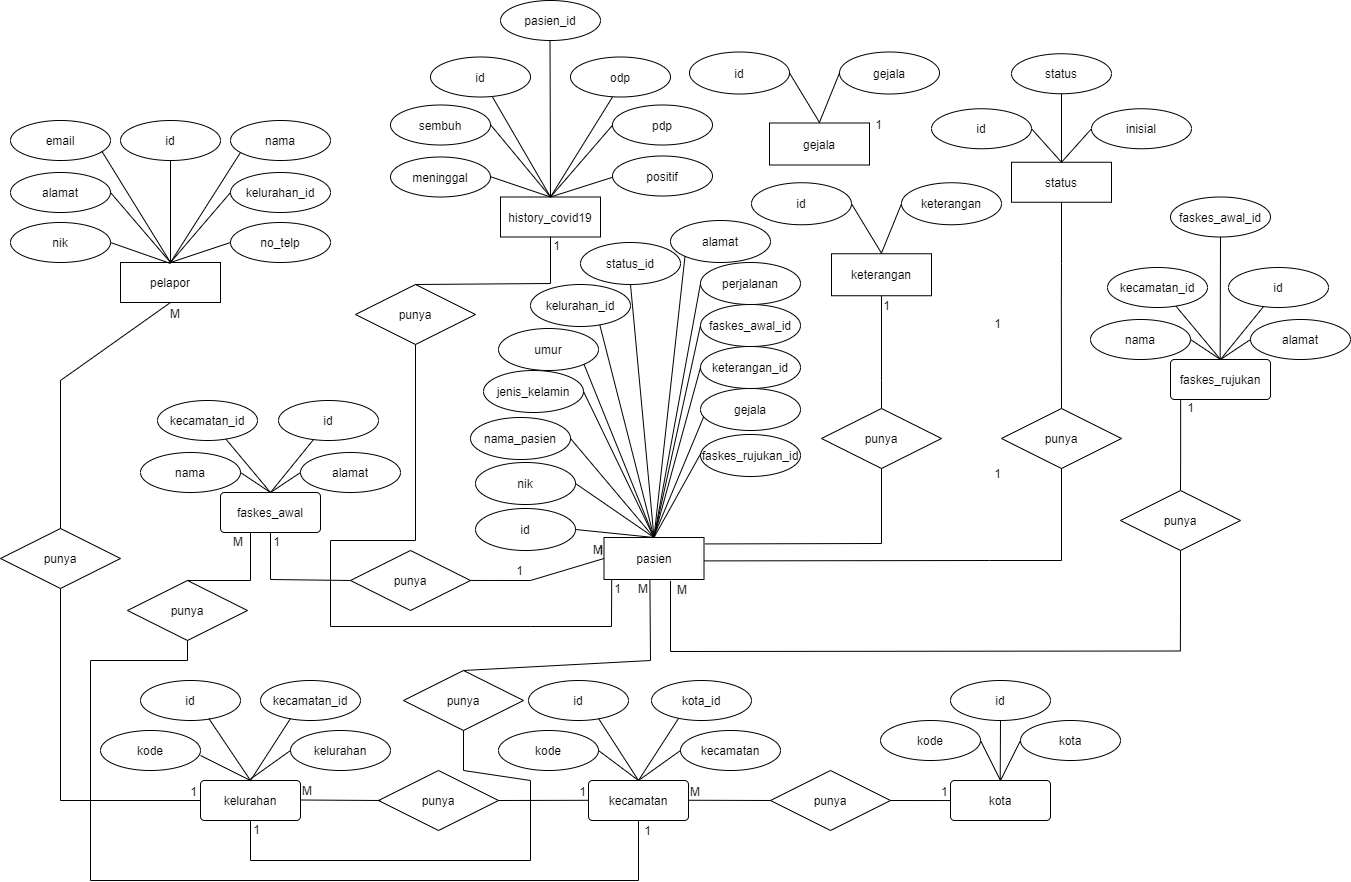 pasien_id
id
odp
sembuh
pdp
meninggal
positif
history_covid19
1
email
id
nama
alamat
kelurahan_id
nik
no_telp
pelapor
M
id
gejala
1
gejala
status
id
inisial
status
id
keterangan
keterangan
1
faskes_awal_id
kecamatan_id
id
nama
alamat
faskes_rujukan
1
punya
alamat
status_id
perjalanan
kelurahan_id
faskes_awal_id
umur
keterangan_id
jenis_kelamin
gejala
nama_pasien
faskes_rujukan_id
nik
id
1
punya
punya
1
kecamatan_id
id
nama
alamat
faskes_awal
M
1
punya
punya
punya
1
M
1
pasien
1
M
M
punya
punya
id
kecamatan_id
kode
kelurahan
1
kelurahan
M
1
punya
punya
id
kota_id
kode
kecamatan
1
kecamatan
M
1
punya
id
kode
kota
1
kota